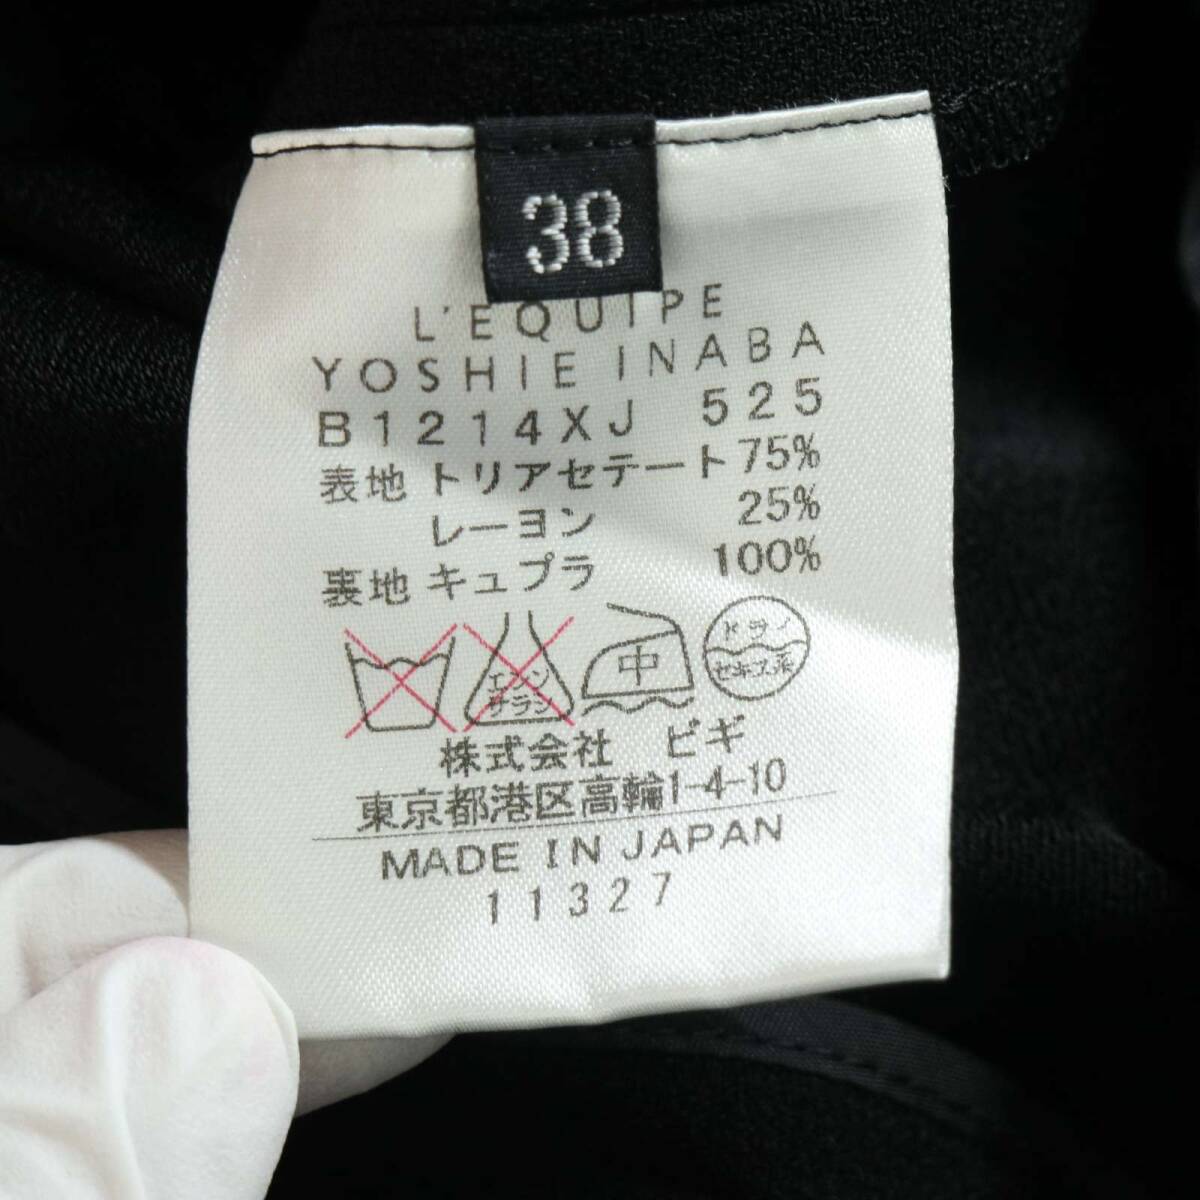 38
L'EQUIPE
YOSHIE INABA
B1214XJ 525
表地 トリアセテート 75%
レーヨン 25%
裏地 キュプラ 100%
エンソ
サラシ
中
ドライ
セキユ系
株式会社 ビギ
東京都港区高輪1-4-10
MADE IN JAPAN
11327